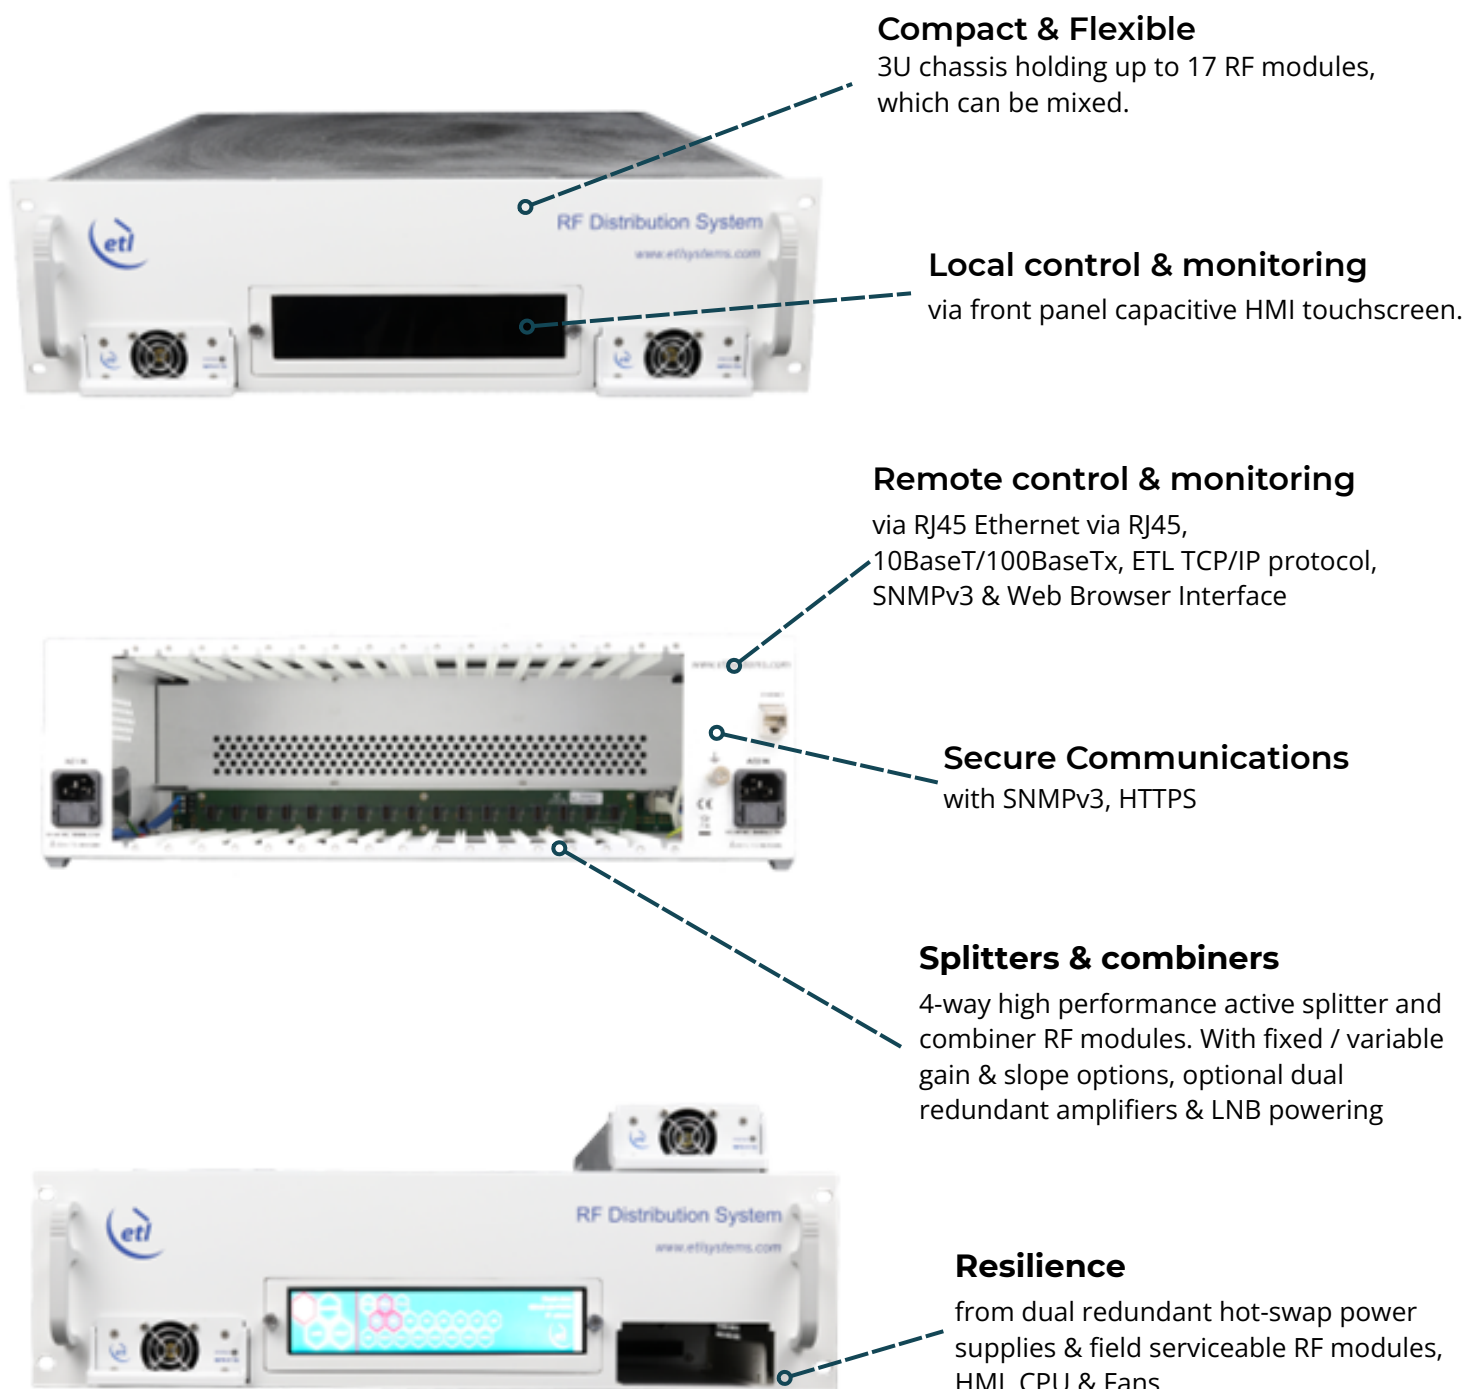 Compact & Flexible
3U chassis holding up to 17 RF modules,
which can be mixed.
etl
RF Distribution System
www.etlsystems.com
Local control & monitoring
via front panel capacitive HMI touchscreen.
Remote control & monitoring
via RJ45 Ethernet via RJ45,
10BaseT/100BaseTx, ETL TCP/IP protocol,
SNMPv3 & Web Browser Interface
Secure Communications
with SNMPv3, HTTPS
Splitters & combiners
4-way high performance active splitter and
combiner RF modules. With fixed / variable
gain & slope options, optional dual
redundant amplifiers & LNB powering
etl
RF Distribution System
www.etlsystems.com
Resilience
from dual redundant hot-swap power
supplies & field serviceable RF modules,
HMI, CPU & Fans